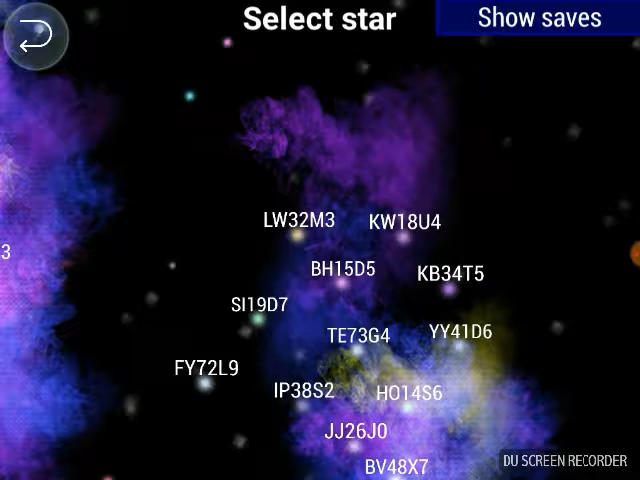 Select star
Show saves
LW32M3
KW18U4
3
BH15D5
KB34T5
SI19D7
TE73G4
YY41D6
FY72L9
IP38S2
HO14S6
JJ26J0
BV48X7
DU SCREEN RECORDER